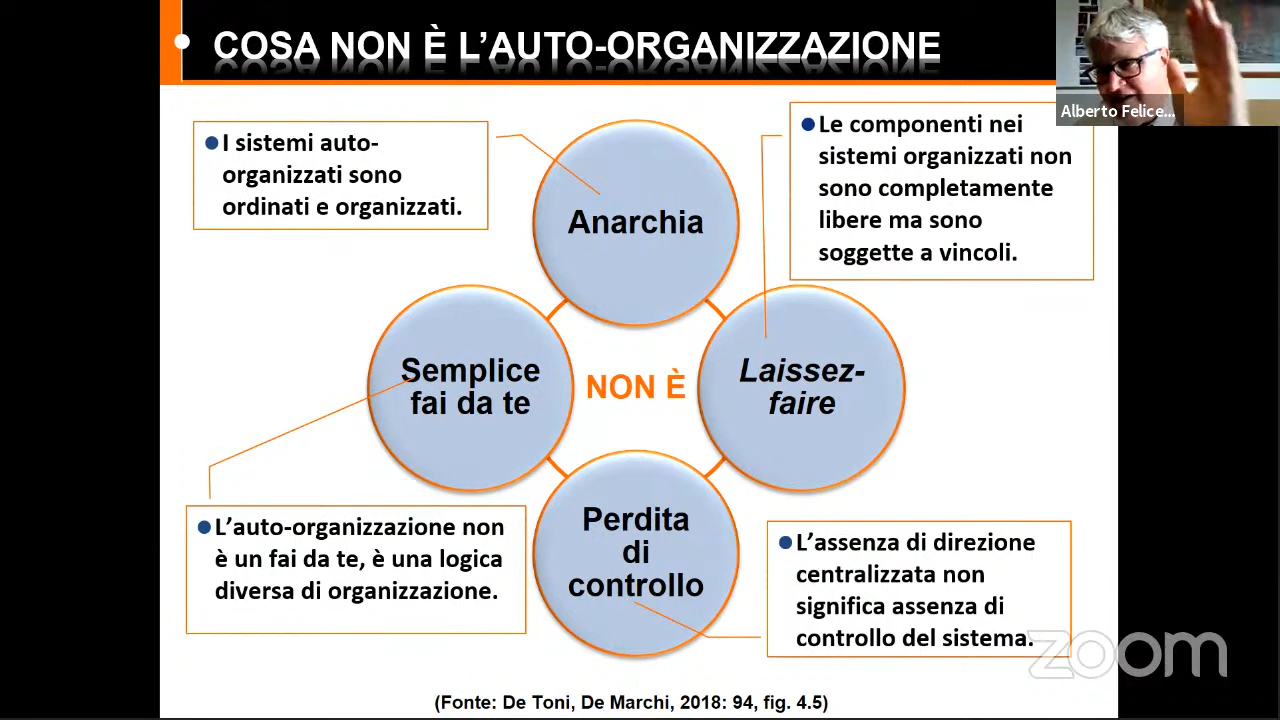 COSA NON È L'AUTO-ORGANIZZAZIONE
Alberto Felice...
I sistemi auto-
organizzati sono
ordinati e organizzati.
Anarchia
Le componenti nei
sistemi organizzati non
sono completamente
libere ma sono
soggette a vincoli.
Semplice
fai da te
NON È
Laissez-
faire
L'auto-organizzazione non
è un fai da te, è una logica
diversa di organizzazione.
Perdita
di
controllo
L'assenza di direzione
centralizzata non
significa assenza di
controllo del sistema.
zoom
(Fonte: De Toni, De Marchi, 2018: 94, fig. 4.5)